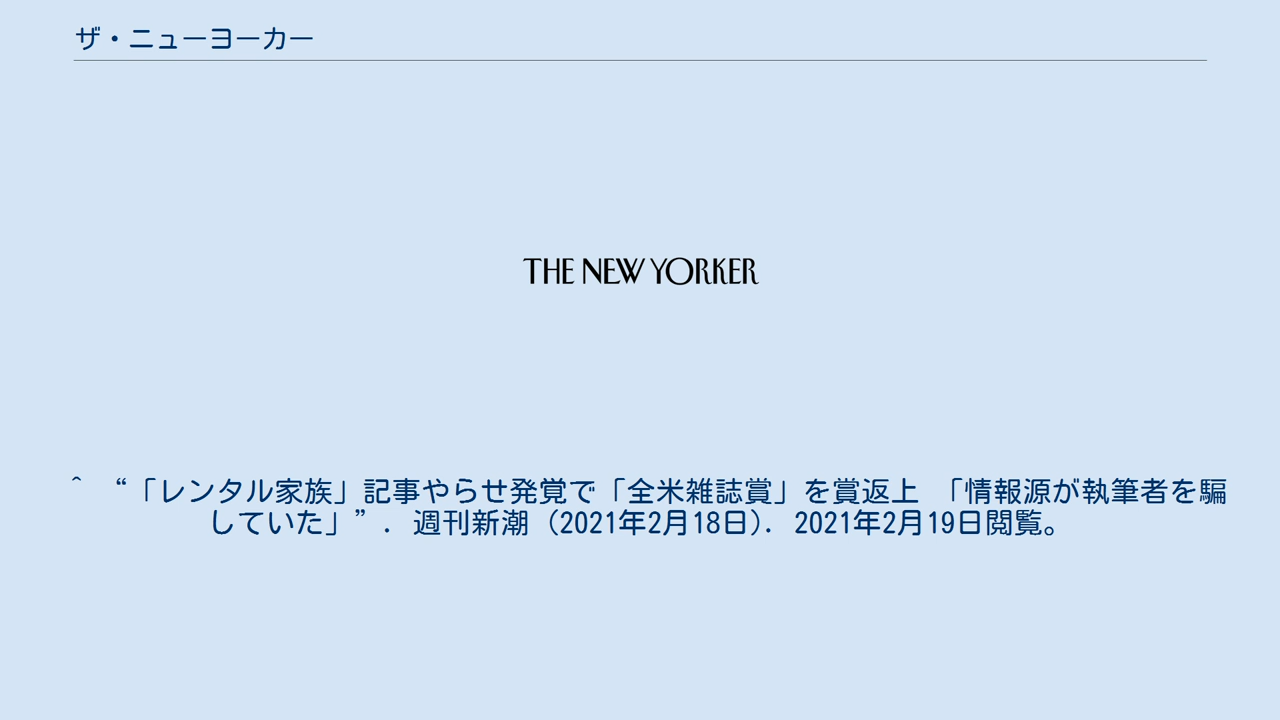 ザ・ニューヨーカー
THE NEW YORKER
^ “「レンタル家族」記事やらせ発覚で「全米雑誌賞」を賞返上 「情報源が執筆者を騙
していた」”. 週刊新潮 (2021年2月18日). 2021年2月19日閲覧。